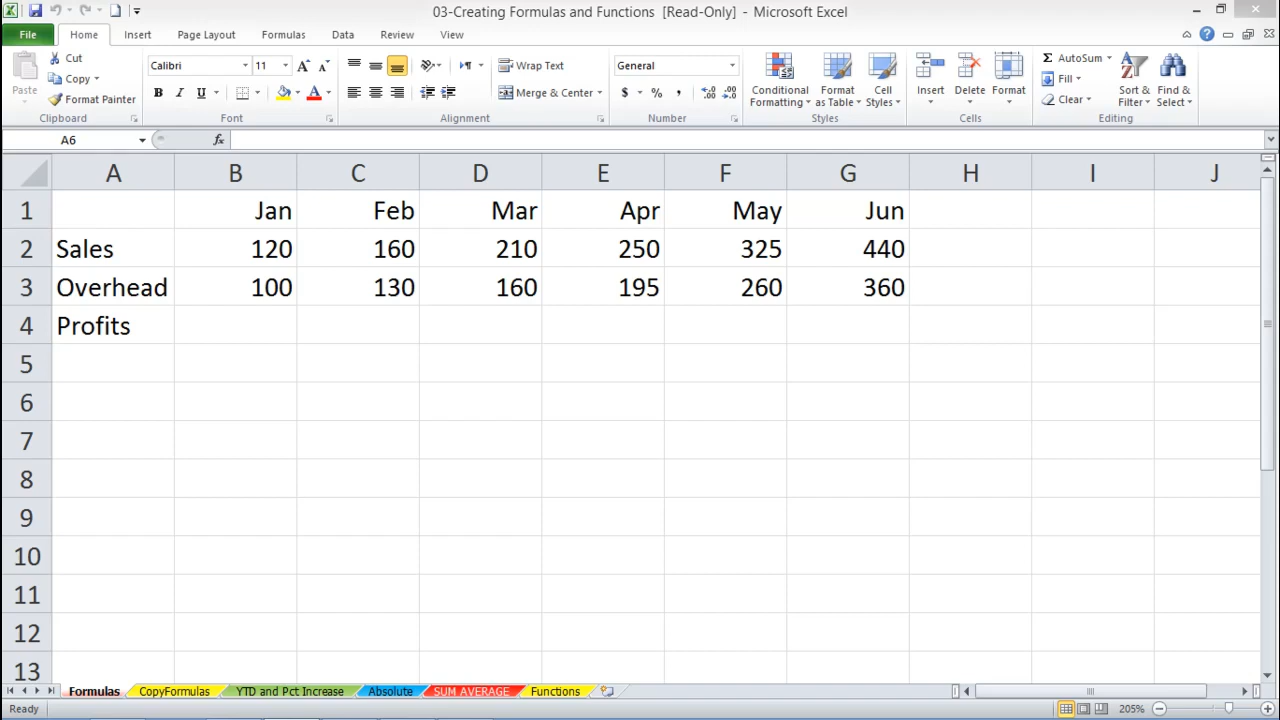 03-Creating Formulas and Functions [Read-Only] - Microsoft Excel
File Home Insert Page Layout Formulas Data Review View
Paste
Cut
Copy
Format Painter
Clipboard
Calibri 11
B I U A
Font
Wrap Text
Merge & Center
Alignment
General
$ % ,
Number
Conditional Formatting
Format as Table
Cell Styles
Styles
Insert Delete Format
Cells
AutoSum
Fill
Clear
Sort & Filter
Find & Select
Editing
A6 fx
A B C D E F G H I J
1 Jan Feb Mar Apr May Jun
2 Sales 120 160 210 250 325 440
3 Overhead 100 130 160 195 260 360
4 Profits
5
6
7
8
9
10
11
12
13
Formulas CopyFormulas YTD and Pct Increase Absolute SUM AVERAGE Functions
Ready 205%